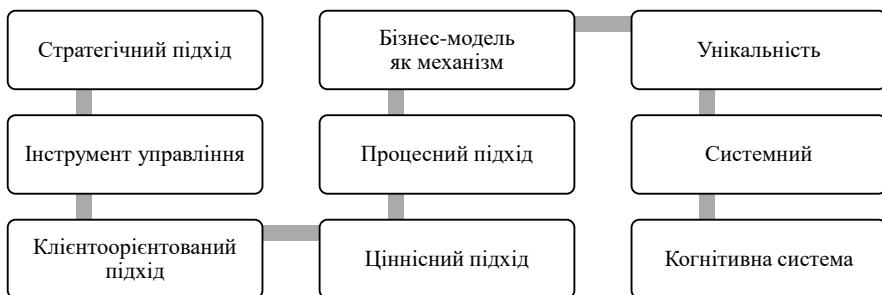 Стратегічний підхід
Інструмент управління
Клієнтоорієнтований
підхід
Ціннісний підхід
Процесний підхід
Бізнес-модель
як механізм
Унікальність
Системний
Когнітивна система